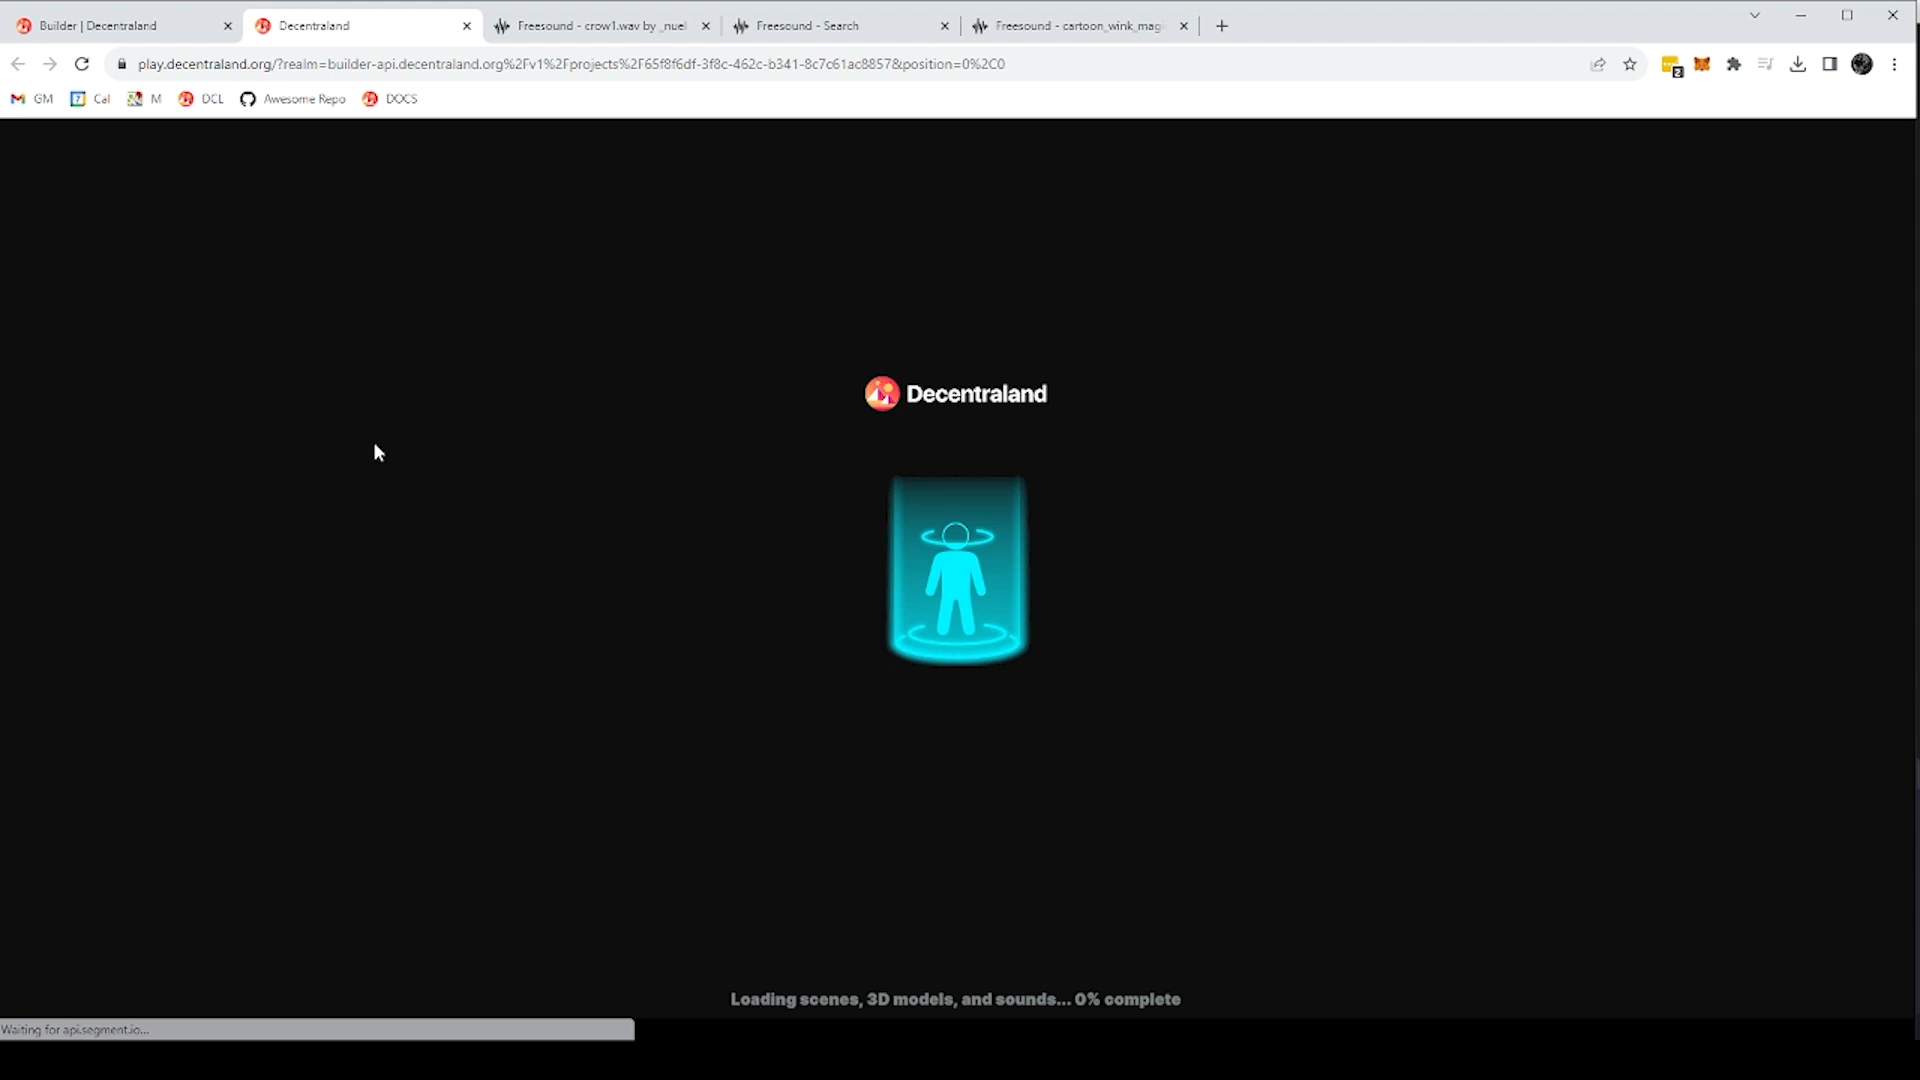 Builder | Decentraland
Decentraland
Freesound - crow1.wav by _nuel
Freesound - Search
Freesound - cartoon_wink_mag
play.decentraland.org/?realm=builder-api.decentraland.org%2Fv1%2Fprojects%2F65f8f6df-3f8c-462c-b341-8c7c61ac8857&position=0%2C0
2
GM
7 Cal
M
DCL
Awesome Repo
DOCS
Decentraland
Loading scenes, 3D models, and sounds... 0% complete
Waiting for api.segment.io...